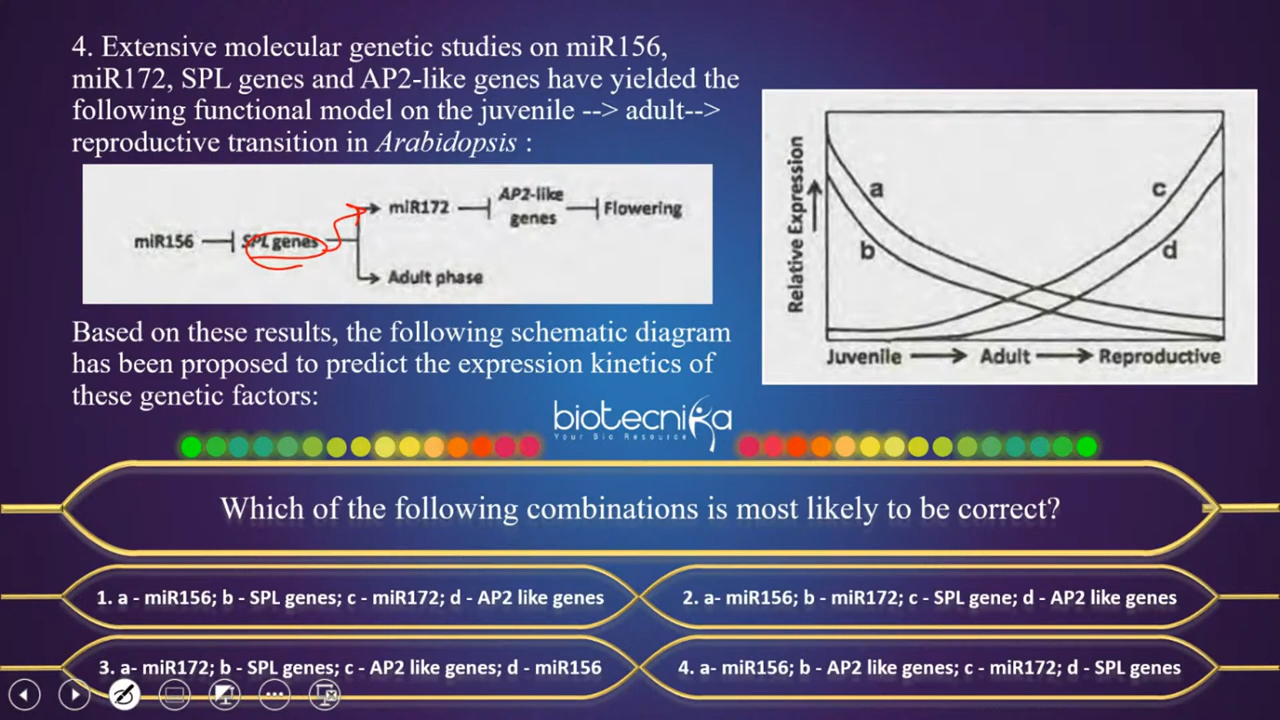 4. Extensive molecular genetic studies on miR156,
miR172, SPL genes and AP2-like genes have yielded the
following functional model on the juvenile --> adult-->
reproductive transition in Arabidopsis :
miR156
SPL genes
miR172
AP2-like
genes
Flowering
Adult phase
Based on these results, the following schematic diagram
has been proposed to predict the expression kinetics of
these genetic factors:
Relative Expression
a
b
c
d
Juvenile
Adult
Reproductive
biotecnika
Your Bio Resource
Which of the following combinations is most likely to be correct?
1. a - miR156; b - SPL genes; c - miR172; d - AP2 like genes
2. a- miR156; b - miR172; c - SPL gene; d - AP2 like genes
3. a- miR172; b - SPL genes; c - AP2 like genes; d - miR156
4. a- miR156; b - AP2 like genes; c - miR172; d - SPL genes